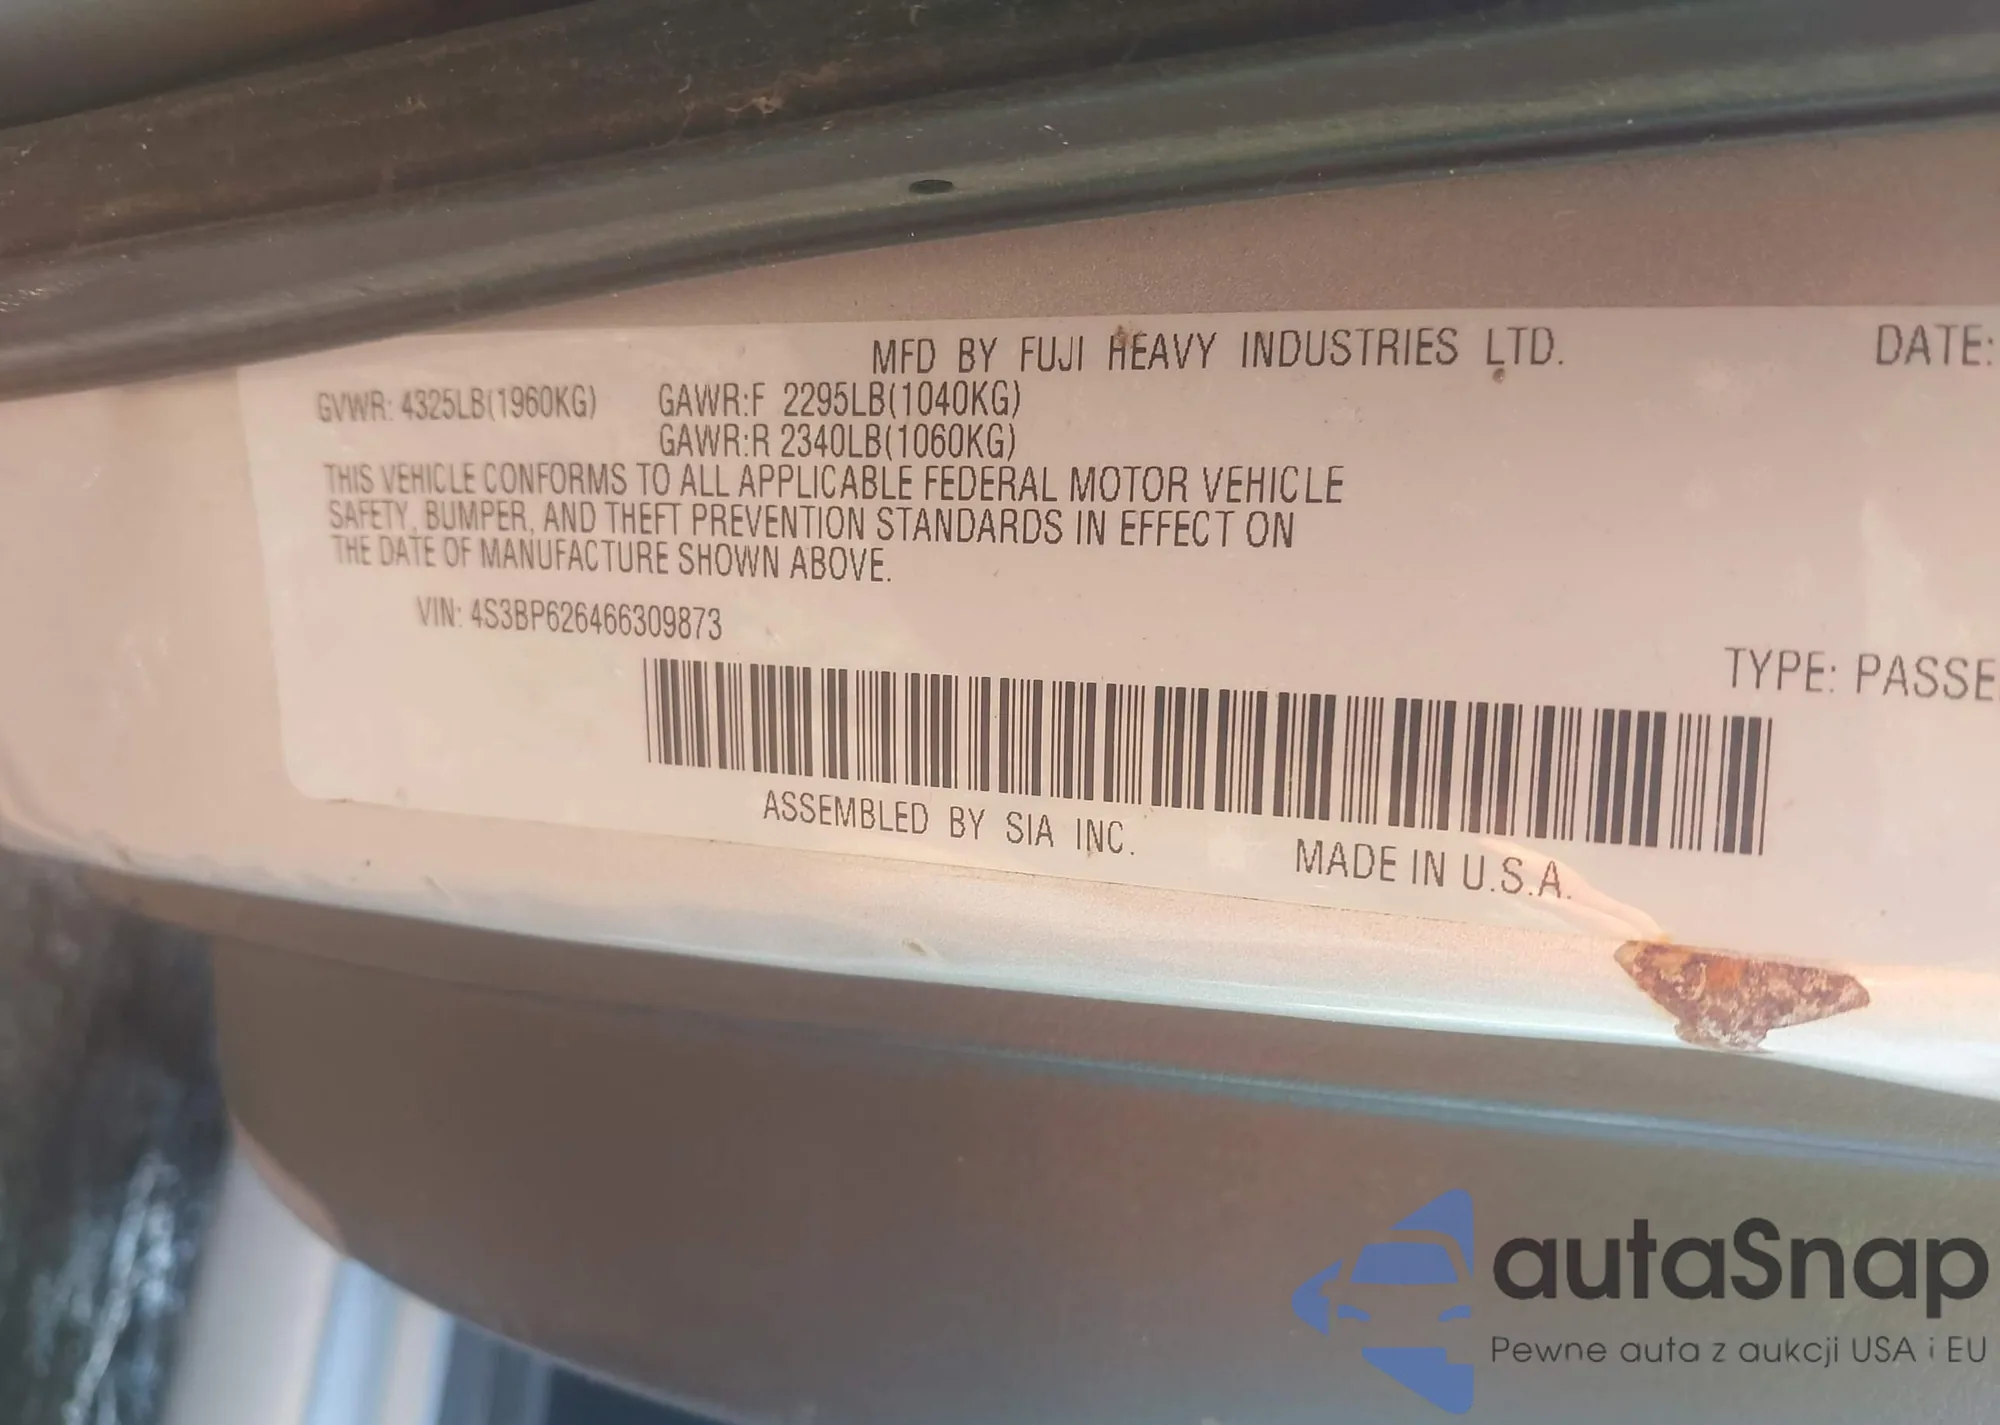 MFD BY FUJI HEAVY INDUSTRIES LTD. DATE:
GVWR: 4325LB(1960KG) GAWR:F 2295LB(1040KG)
GAWR:R 2340LB(1060KG)
THIS VEHICLE CONFORMS TO ALL APPLICABLE FEDERAL MOTOR VEHICLE
SAFETY, BUMPER, AND THEFT PREVENTION STANDARDS IN EFFECT ON
THE DATE OF MANUFACTURE SHOWN ABOVE.
VIN: 4S3BP626466309873
TYPE: PASSE
ASSEMBLED BY SIA INC. MADE IN U.S.A.
autaSnap
Pewne auta z aukcji USA i EU